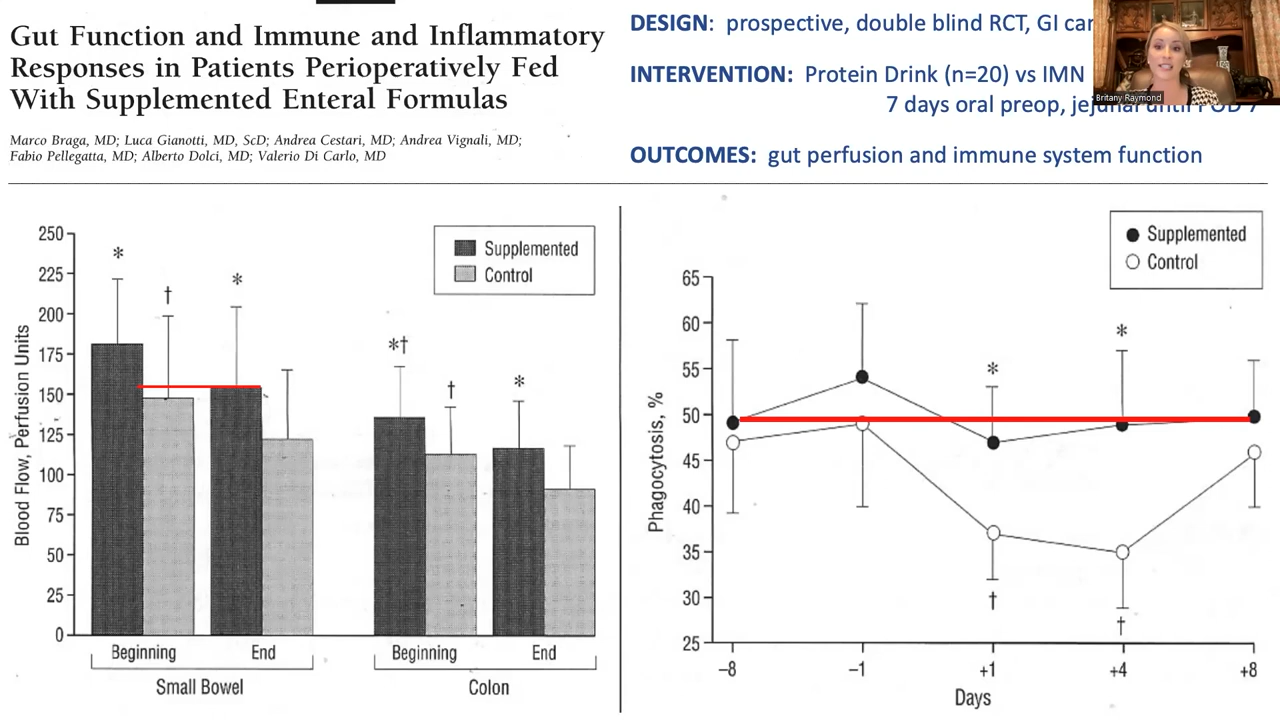 Gut Function and Immune and Inflammatory
Responses in Patients Perioperatively Fed
With Supplemented Enteral Formulas
Marco Braga, MD; Luca Gianotti, MD, ScD; Andrea Cestari, MD; Andrea Vignali, MD;
Fabio Pellegatta, MD; Alberto Dolci, MD; Valerio Di Carlo, MD
DESIGN: prospective, double blind RCT, GI
INTERVENTION: Protein Drink (n=20) vs IMN
7 days oral preop, jejunal until POD 7
OUTCOMES: gut perfusion and immune system function
Britany Raymond
Blood Flow, Perfusion Units
250
225
200
175
150
125
100
75
50
25
0
* † *
*† † *
Supplemented
Control
Beginning End Beginning End
Small Bowel Colon
Phagocytosis, %
65
60
55
50
45
40
35
30
25
Supplemented
Control
* *
† †
–8 –1 +1 +4 +8
Days